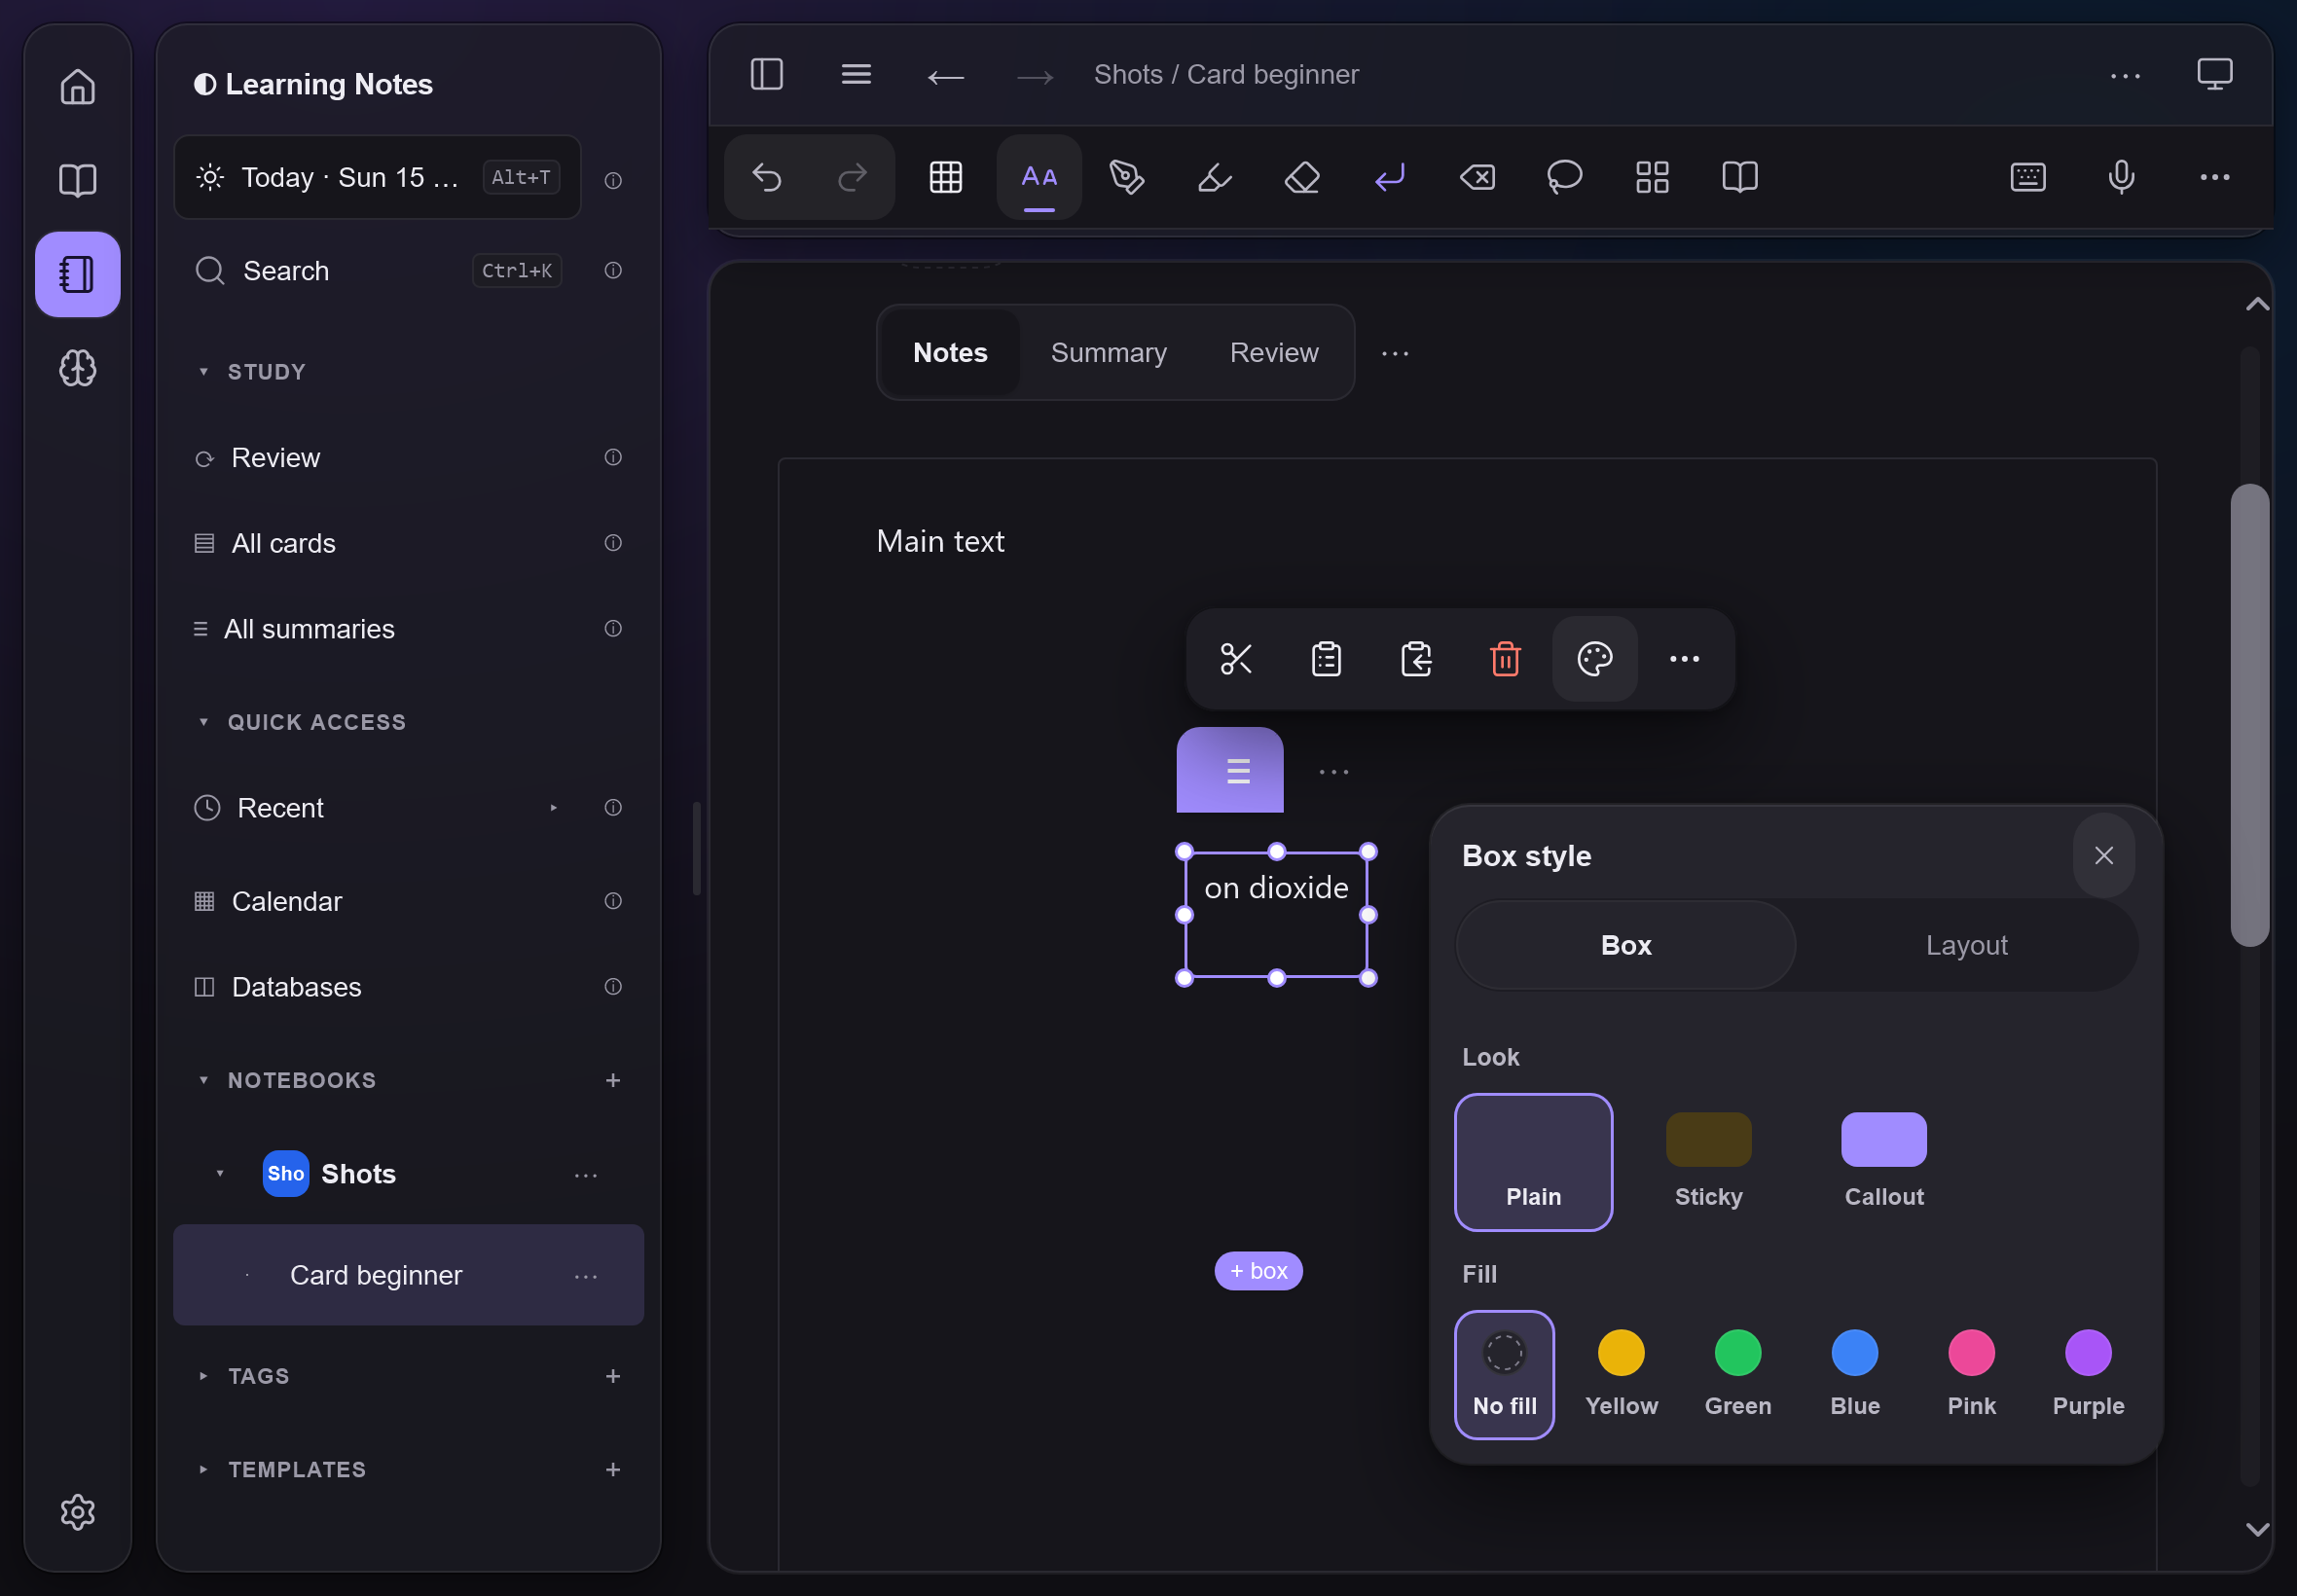 Learning Notes
Today · Sun 15 ... Alt+T
Search Ctrl+K
STUDY
Review
All cards
All summaries
QUICK ACCESS
Recent
Calendar
Databases
NOTEBOOKS
Sho Shots
Card beginner
TAGS
TEMPLATES
Shots / Card beginner
Notes Summary Review
Main text
on dioxide
+ box
Box style
Box Layout
Look
Plain Sticky Callout
Fill
No fill Yellow Green Blue Pink Purple